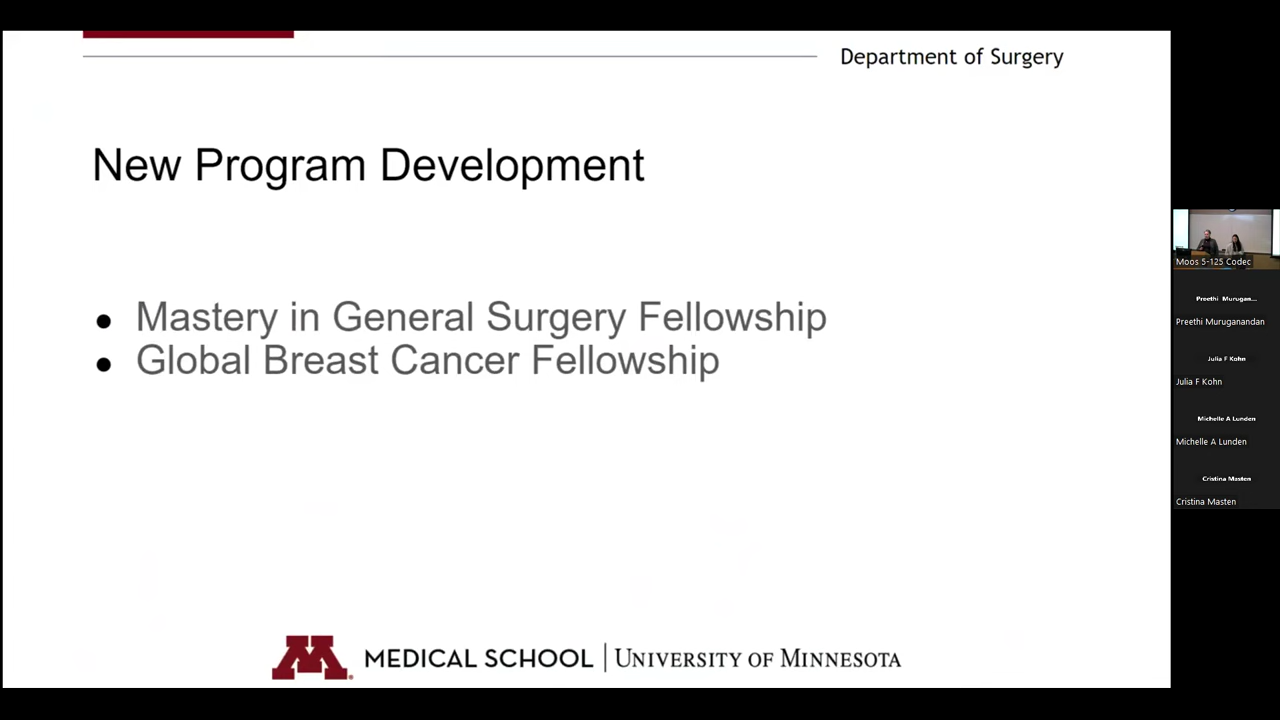 Department of Surgery
New Program Development
● Mastery in General Surgery Fellowship
● Global Breast Cancer Fellowship
M MEDICAL SCHOOL | UNIVERSITY OF MINNESOTA
Moos 5-125 Codec
Preethi Murugan...
Preethi Muruganandan
Julia F Kohn
Julia F Kohn
Michelle A Lunden
Michelle A Lunden
Cristina Masten
Cristina Masten